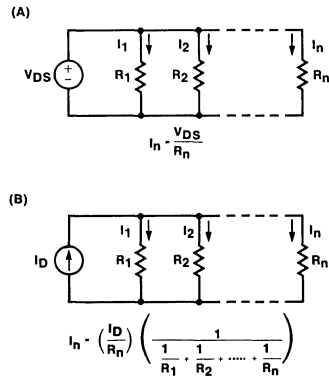 (A)
I1 I2 In
VDS + - R1 R2 Rn
In - VDS/Rn
(B)
I1 I2 In
ID R1 R2 Rn
In - (ID/Rn) (1/(1/R1 + 1/R2 + ..... + 1/Rn))